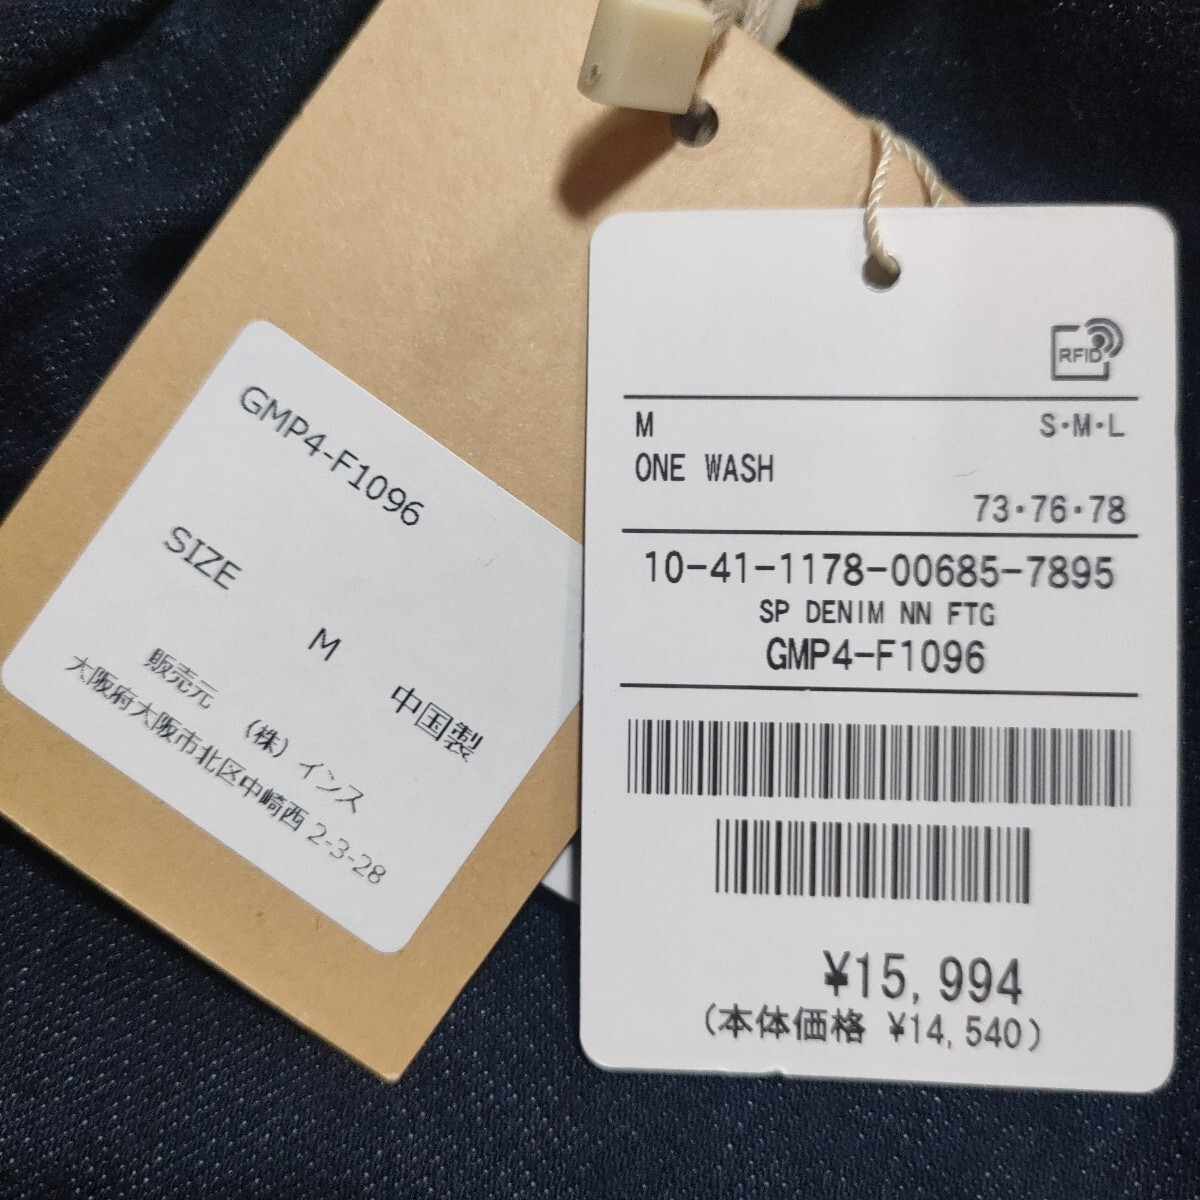 GMP4-F1096
SIZE
M
中国製
販売元 (株)インス
大阪府大阪市北区中崎西2-3-28
RFID
M S・M・L
ONE WASH
73・76・78
10-41-1178-00685-7895
SP DENIM NN FTG
GMP4-F1096
¥15,994
(本体価格 ¥14,540)